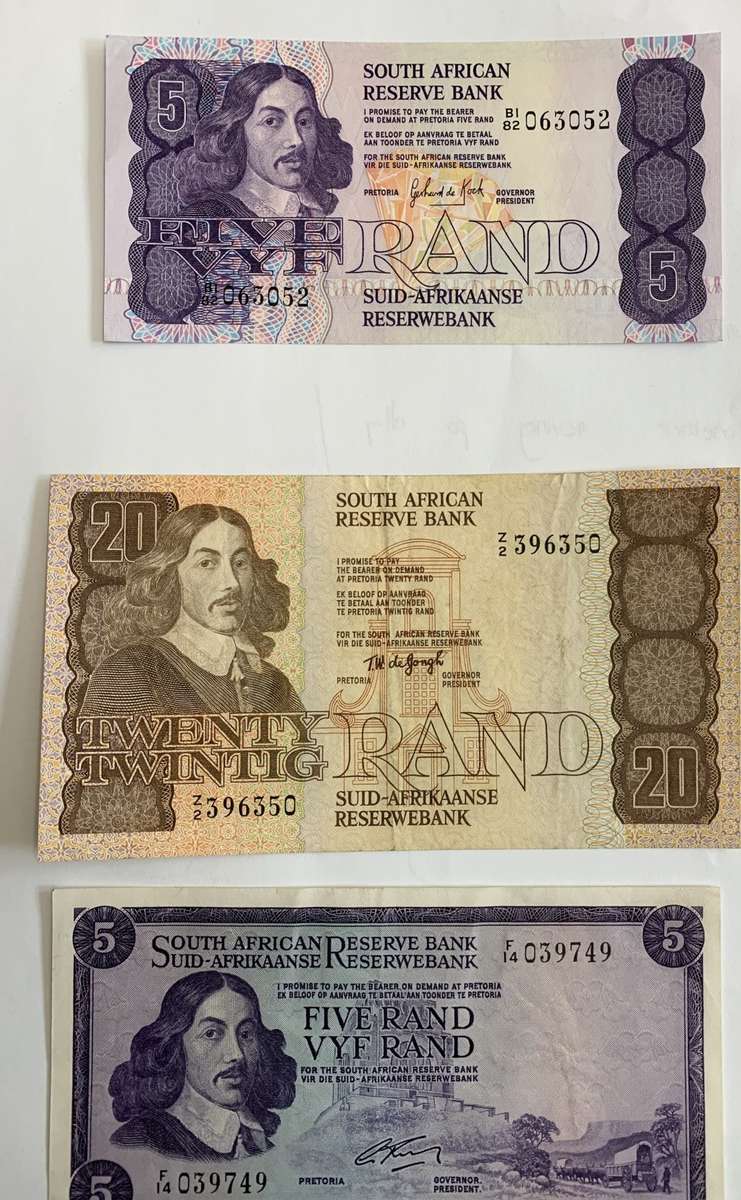 5
SOUTH AFRICAN
RESERVE BANK
I PROMISE TO PAY THE BEARER
ON DEMAND AT PRETORIA FIVE RAND
B1/82 063052
EK BELOOF OP AANVRAAG TE BETAAL
AAN TOONDER TE PRETORIA VYF RAND
FOR THE SOUTH AFRICAN RESERVE BANK
VIR DIE SUID-AFRIKAANSE RESERWEBANK
PRETORIA Gerhard de Kock GOVERNOR
PRESIDENT
FIVE
VYF RAND
5
B1/82 063052
SUID-AFRIKAANSE
RESERWEBANK
20
SOUTH AFRICAN
RESERVE BANK
Z/2 396350
I PROMISE TO PAY
THE BEARER ON DEMAND
AT PRETORIA TWENTY RAND
EK BELOOF OP AANVRAAG
TE BETAAL AAN TOONDER
TE PRETORIA TWINTIG RAND
FOR THE SOUTH AFRICAN RESERVE BANK
VIR DIE SUID-AFRIKAANSE RESERWEBANK
T.W. de Jongh
PRETORIA GOVERNOR
PRESIDENT
TWENTY
TWINTIG RAND
20
Z/2 396350
SUID-AFRIKAANSE
RESERWEBANK
5
SOUTH AFRICAN RESERVE BANK
SUID-AFRIKAANSE RESERWEBANK
F/14 039749
5
I PROMISE TO PAY THE BEARER ON DEMAND AT PRETORIA
EK BELOOF OP AANVRAAG TE BETAAL AAN TOONDER TE PRETORIA
FIVE RAND
VYF RAND
FOR THE SOUTH AFRICAN RESERVE BANK
VIR DIE SUID-AFRIKAANSE RESERWEBANK
5
F/14 039749
PRETORIA GOVERNOR.
PRESIDENT.